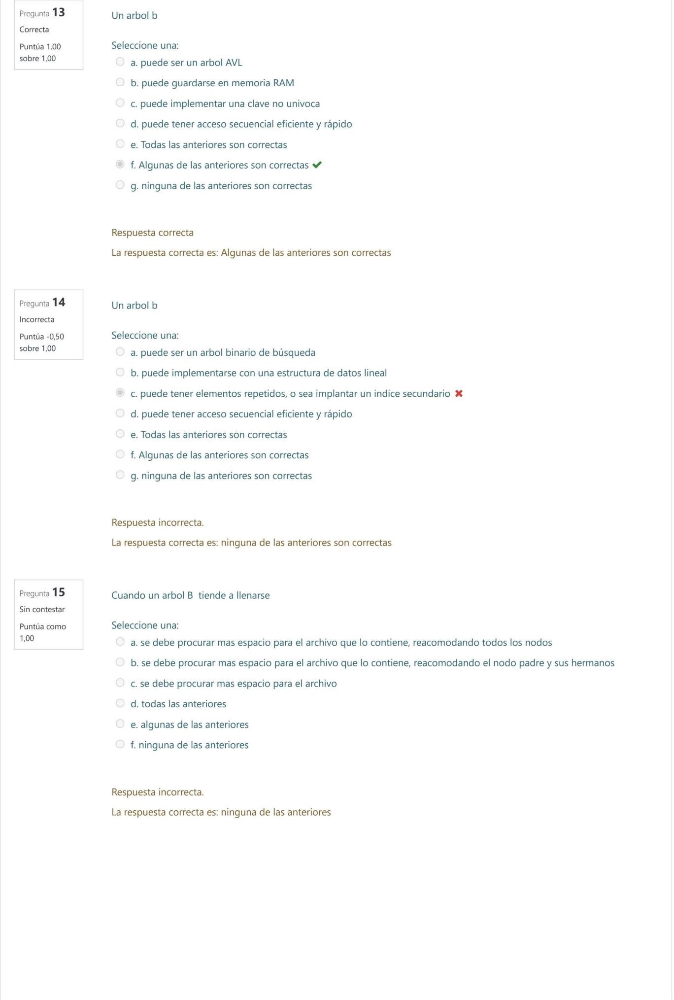 Pregunta 13
Correcta
Puntúa 1,00
sobre 1,00
Un arbol b
Seleccione una:
a. puede ser un arbol AVL
b. puede guardarse en memoria RAM
c. puede implementar una clave no univoca
d. puede tener acceso secuencial eficiente y rápido
e. Todas las anteriores son correctas
f. Algunas de las anteriores son correctas
g. ninguna de las anteriores son correctas
Respuesta correcta
La respuesta correcta es: Algunas de las anteriores son correctas
Pregunta 14
Incorrecta
Puntúa -0,50
sobre 1,00
Un arbol b
Seleccione una:
a. puede ser un arbol binario de búsqueda
b. puede implementarse con una estructura de datos lineal
c. puede tener elementos repetidos, o sea implantar un indice secundario
d. puede tener acceso secuencial eficiente y rápido
e. Todas las anteriores son correctas
f. Algunas de las anteriores son correctas
g. ninguna de las anteriores son correctas
Respuesta incorrecta.
La respuesta correcta es: ninguna de las anteriores son correctas
Pregunta 15
Sin contestar
Puntúa como
1,00
Cuando un arbol B tiende a llenarse
Seleccione una:
a. se debe procurar mas espacio para el archivo que lo contiene, reacomodando todos los nodos
b. se debe procurar mas espacio para el archivo que lo contiene, reacomodando el nodo padre y sus hermanos
c. se debe procurar mas espacio para el archivo
d. todas las anteriores
e. algunas de las anteriores
f. ninguna de las anteriores
Respuesta incorrecta.
La respuesta correcta es: ninguna de las anteriores